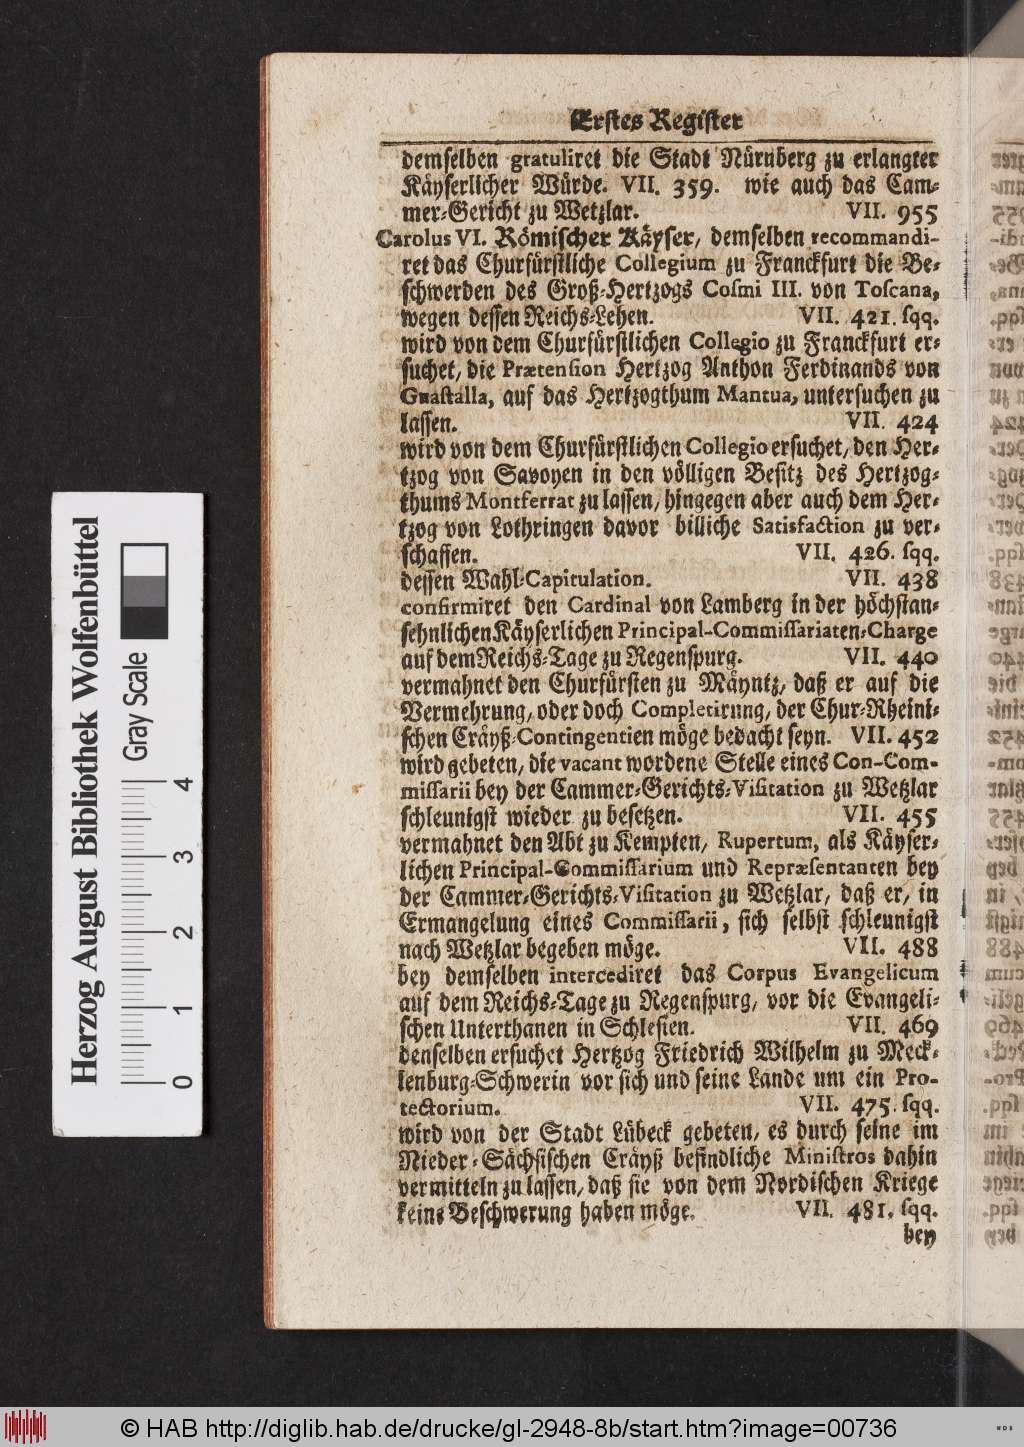 Erstes Register
demselben gratuliret die Stadt Nürnberg zu erlangter
Käyserlicher Würde. VII. 359. wie auch das Cam-
mer-Gericht zu Wetzlar. VII. 955
Carolus VI. Römischer Käyser, demselben recommandi-
ret das Churfürstliche Collegium zu Franckfurt die Be-
schwerden des Groß-Hertzogs Cosmi III. von Toscana,
wegen dessen Reichs-Lehen. VII. 421. sqq.
wird von dem Churfürstlichen Collegio zu Franckfurt er-
suchet, die Prætension Hertzog Anthon Ferdinands von
Guastalla, auf das Hertzogthum Mantua, untersuchen zu
lassen. VII. 424
wird von dem Churfürstlichen Collegio ersuchet, den Her-
tzog von Savoyen in den völligen Besitz des Hertzog-
thums Montferrat zu lassen, hingegen aber auch dem Her-
tzog von Lothringen davor billiche Satisfaction zu ver-
schaffen. VII. 426. sqq.
dessen Wahl-Capitulation. VII. 438
confirmiret den Cardinal von Lamberg in der höchstan-
sehnlichen Käyserlichen Principal-Commissariaten-Charge
auf dem Reichs-Tage zu Regenspurg. VII. 440
vermahnet den Churfürsten zu Mäyntz, daß er auf die
Vermehrung, oder doch Completirung, der Chur-Rheini-
schen Cräyß-Contingentien möge bedacht seyn. VII. 452
wird gebeten, die vacant wordene Stelle eines Con-Com-
missarii bey der Cammer-Gerichts-Visitation zu Wetzlar
schleunigst wieder zu besetzen. VII. 455
vermahnet den Abt zu Kempten, Rupertum, als Käyser-
lichen Principal-Commissarium und Repræsentanten bey
der Cammer-Gerichts-Visitation zu Wetzlar, daß er, in
Ermangelung eines Commissarii, sich selbst schleunigst
nach Wetzlar begeben möge. VII. 488
bey demselben intercediret das Corpus Evangelicum
auf dem Reichs-Tage zu Regenspurg, vor die Evangeli-
schen Unterthanen in Schlesien. VII. 469
denselben ersuchet Hertzog Friedrich Wilhelm zu Meck-
lenburg-Schwerin vor sich und seine Lande um ein Pro-
tectorium. VII. 475. sqq.
wird von der Stadt Lübeck gebeten, es durch seine im
Nieder-Sächsischen Cräyß befindliche Ministros dahin
vermitteln zu lassen, daß sie von dem Nordischen Kriege
keine Beschwerung haben möge. VII. 481. sqq.
bey
Herzog August Bibliothek Wolfenbüttel
Gray Scale
0 1 2 3 4
© HAB http://diglib.hab.de/drucke/gl-2948-8b/start.htm?image=00736